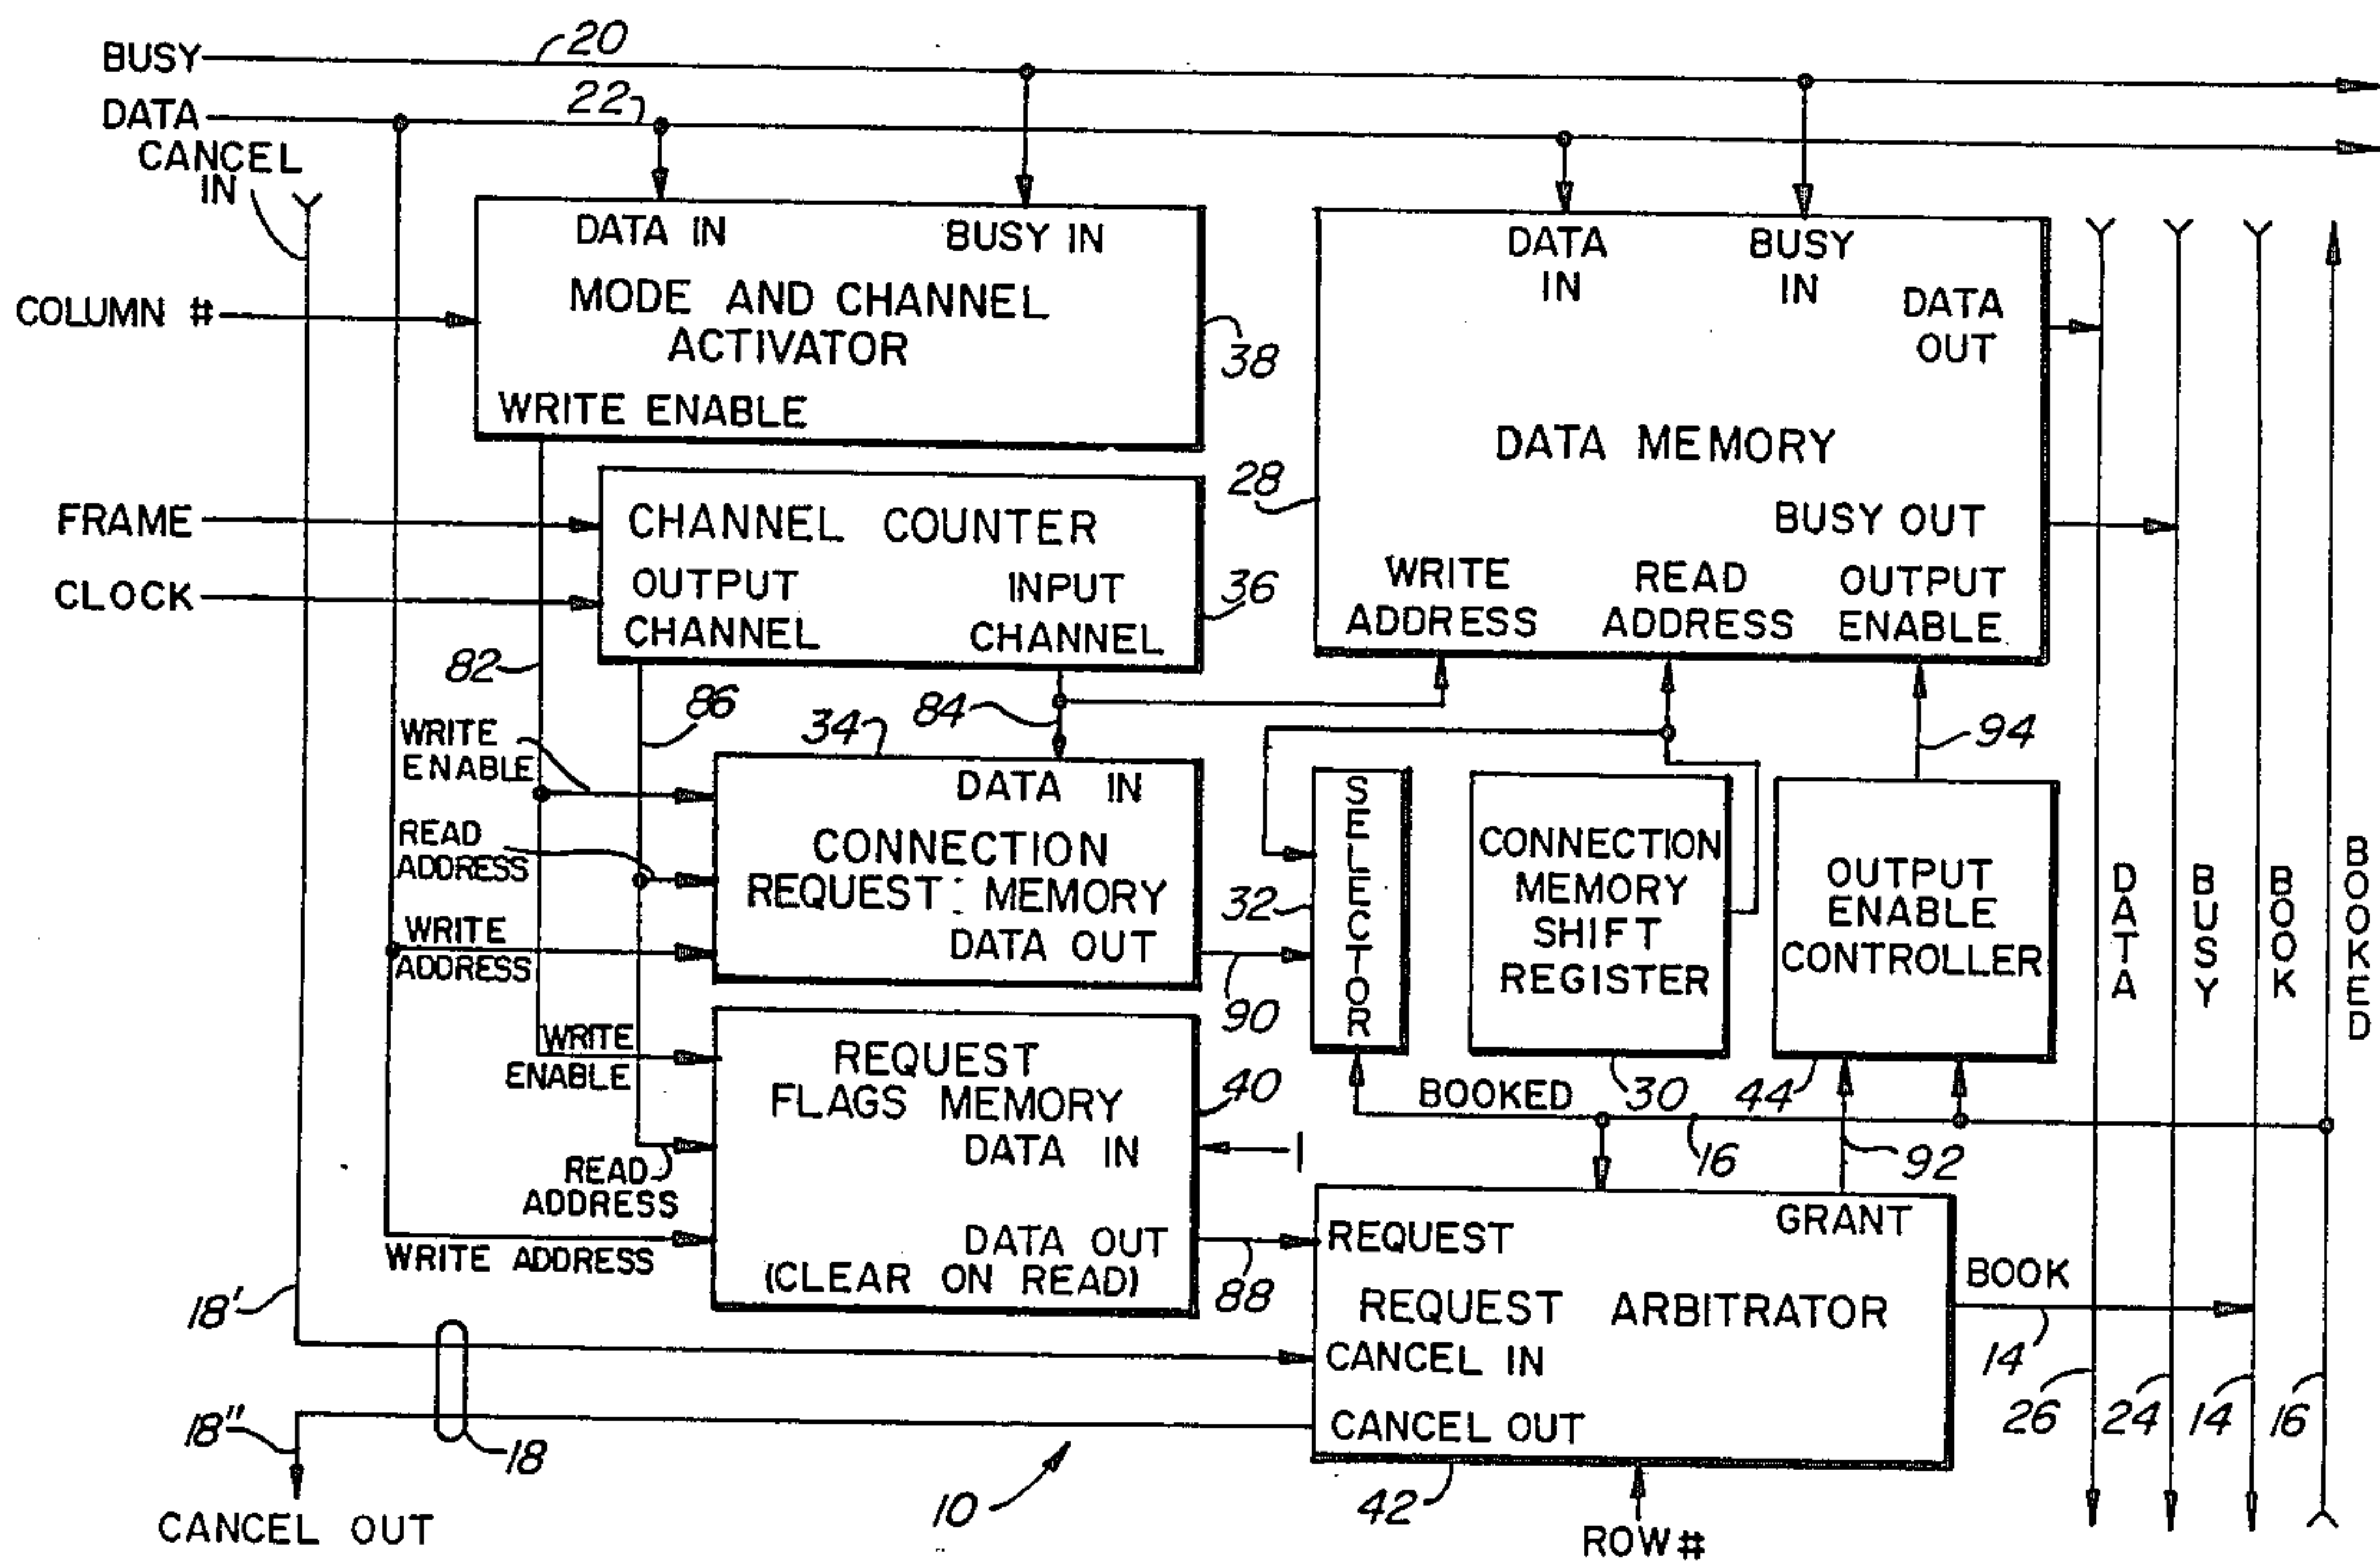 BUSY
20
DATA
22
CANCEL
IN
DATA IN
BUSY IN
MODE AND CHANNEL
ACTIVATOR
WRITE ENABLE
38
COLUMN #
DATA
IN
BUSY
IN
DATA
OUT
DATA MEMORY
28
BUSY OUT
WRITE
ADDRESS
READ
ADDRESS
OUTPUT
ENABLE
FRAME
CLOCK
CHANNEL COUNTER
OUTPUT
CHANNEL
INPUT
CHANNEL
36
82
86
84
34
94
WRITE
ENABLE
READ
ADDRESS
WRITE
ADDRESS
DATA IN
CONNECTION
REQUEST MEMORY
DATA OUT
90
32
SELECTOR
CONNECTION
MEMORY
SHIFT
REGISTER
30
OUTPUT
ENABLE
CONTROLLER
44
DATA
BUSY
BOOK
BOOKED
WRITE
ENABLE
READ
ADDRESS
WRITE ADDRESS
REQUEST
FLAGS MEMORY
DATA IN
DATA OUT
(CLEAR ON READ)
40
1
88
BOOKED
16
92
REQUEST
GRANT
REQUEST ARBITRATOR
CANCEL IN
CANCEL OUT
BOOK
14
26
24
14
16
18'
18"
18
CANCEL OUT
10
42
ROW #